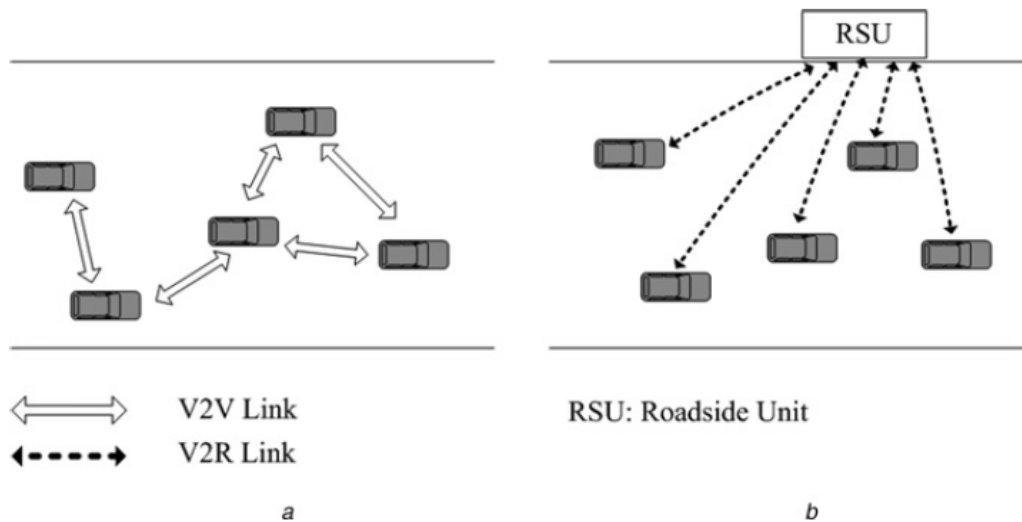 RSU
V2V Link
V2R Link
RSU: Roadside Unit
a
b